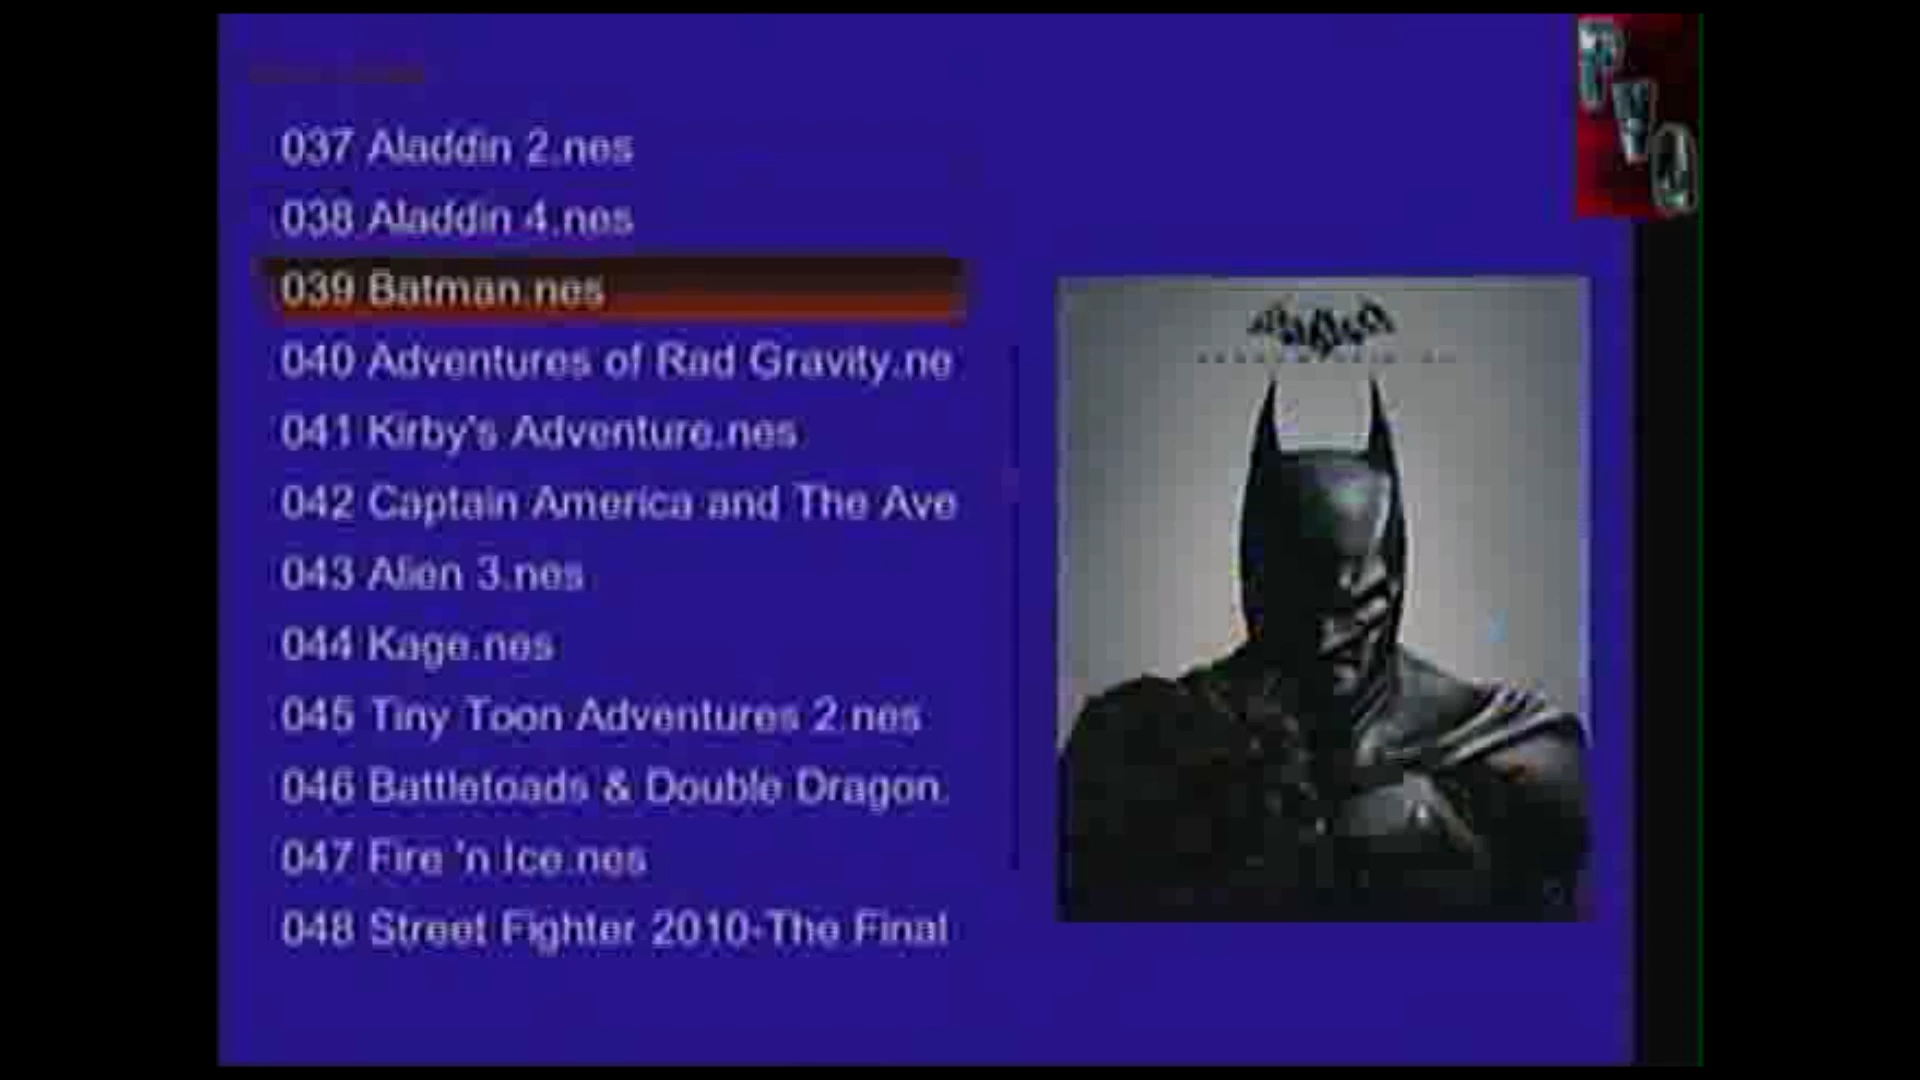 PVO
037 Aladdin 2.nes
038 Aladdin 4.nes
039 Batman.nes
040 Adventures of Rad Gravity.ne
041 Kirby's Adventure.nes
042 Captain America and The Ave
043 Alien 3.nes
044 Kage.nes
045 Tiny Toon Adventures 2.nes
046 Battletoads & Double Dragon.
047 Fire 'n Ice.nes
048 Street Fighter 2010-The Final